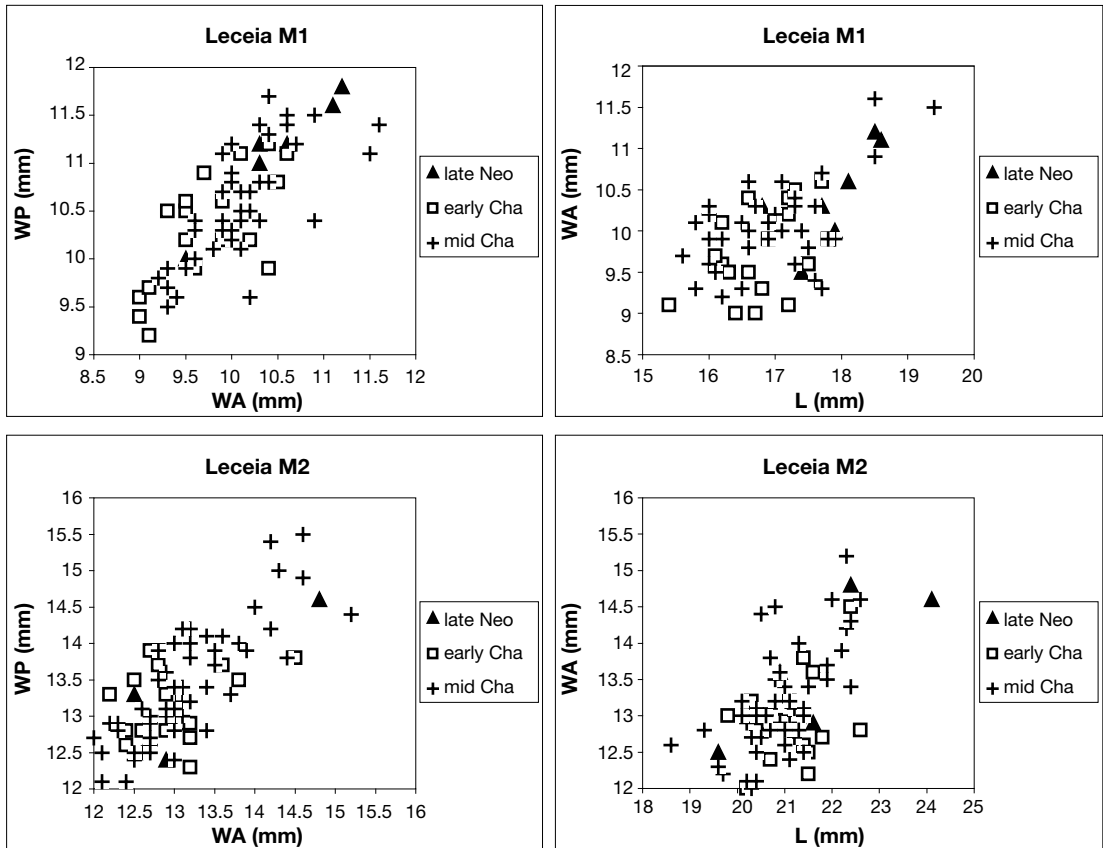 Leceia M1
WP (mm)
12
11.5
11
10.5
10
9.5
9
8.5 9 9.5 10 10.5 11 11.5 12
WA (mm)
late Neo
early Cha
mid Cha
Leceia M1
WA (mm)
12
11.5
11
10.5
10
9.5
9
8.5
15 16 17 18 19 20
L (mm)
late Neo
early Cha
mid Cha
Leceia M2
WP (mm)
16
15.5
15
14.5
14
13.5
13
12.5
12
12 12.5 13 13.5 14 14.5 15 15.5 16
WA (mm)
late Neo
early Cha
mid Cha
Leceia M2
WA (mm)
16
15.5
15
14.5
14
13.5
13
12.5
12
18 19 20 21 22 23 24 25
L (mm)
late Neo
early Cha
mid Cha